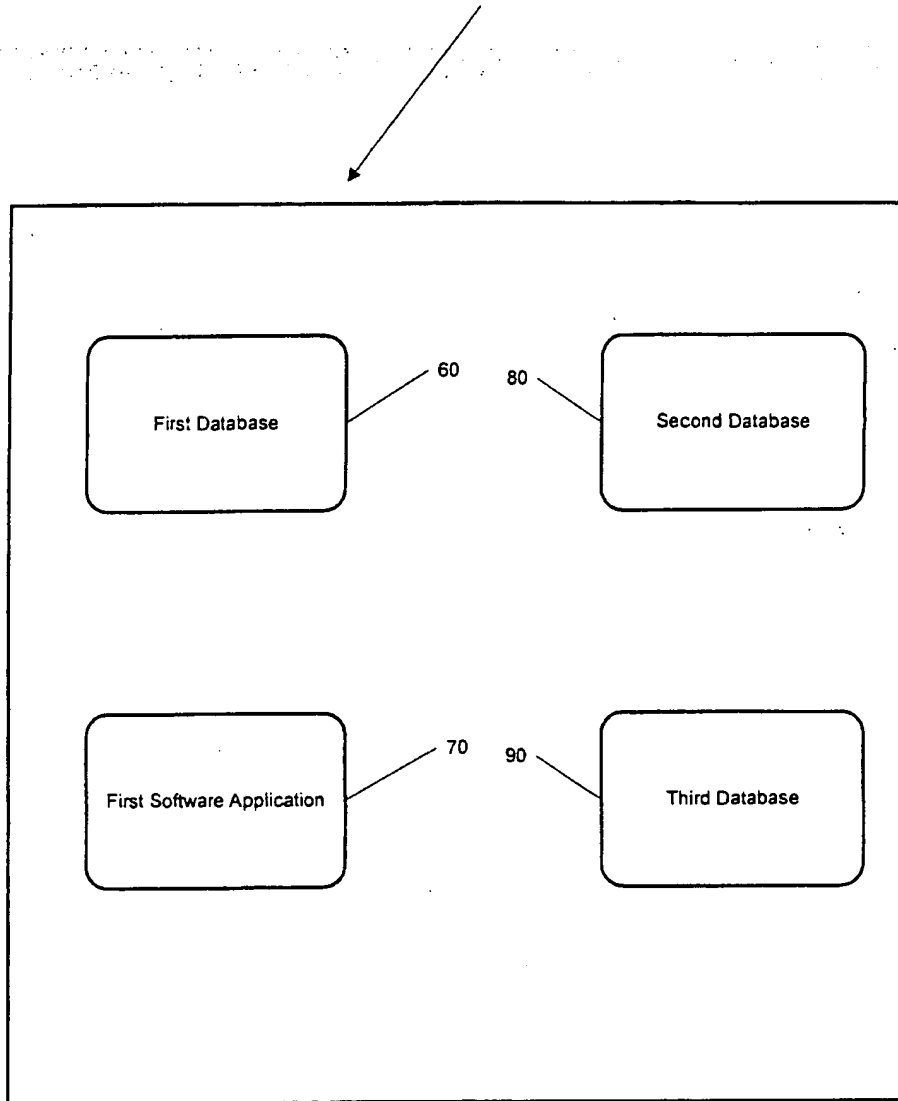 60
80
First Database
Second Database
70
90
First Software Application
Third Database